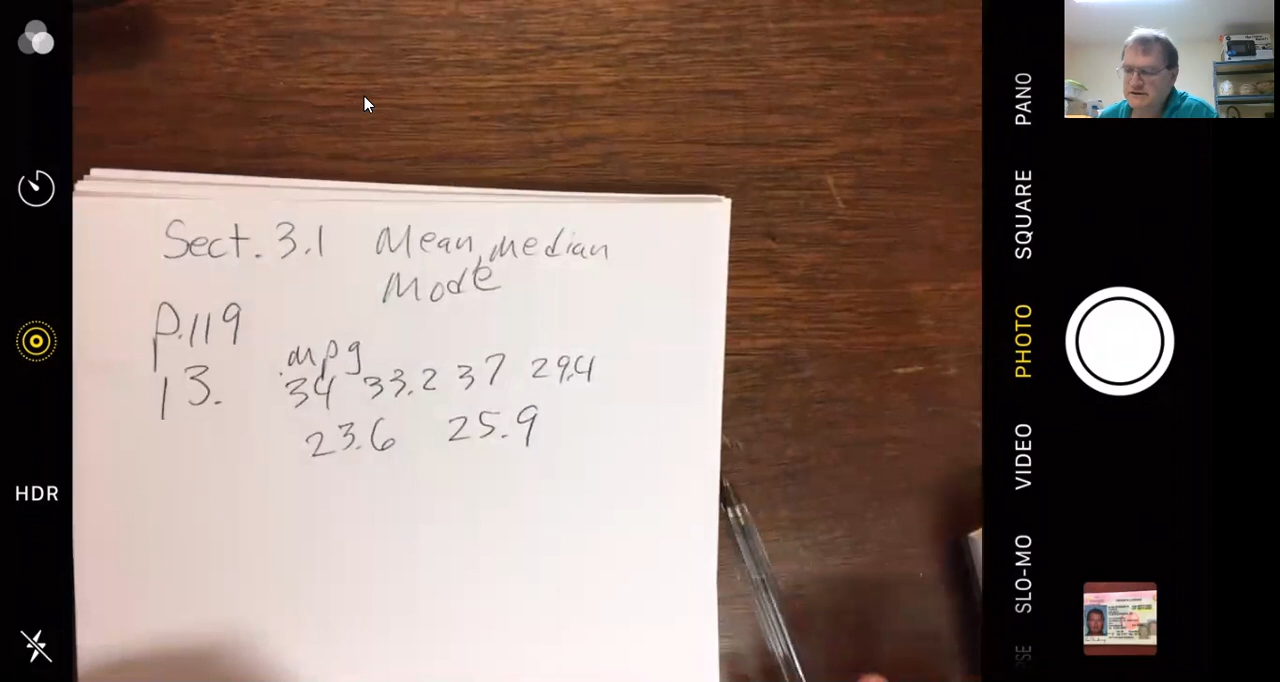 Sect. 3.1 Mean, median
Mode
p.119
mpg
13. 34 33.2 37 29.4
23.6 25.9
HDR
PANO
SQUARE
PHOTO
VIDEO
SLO-MO